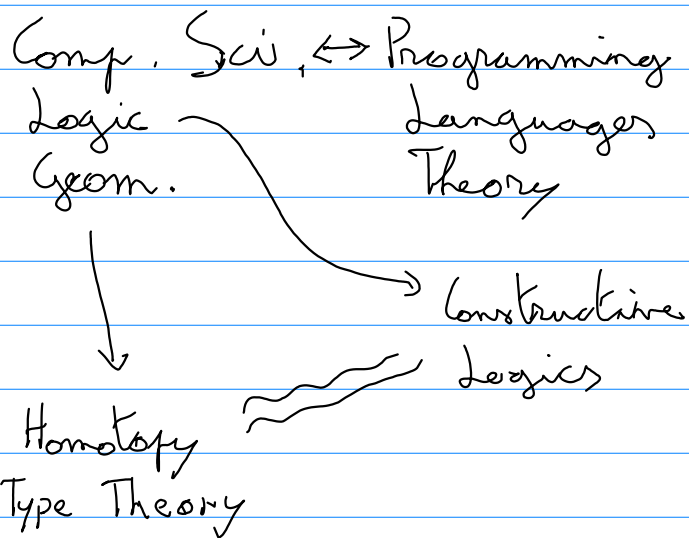 Comp. Sci. ↔ Programming
Logic Languages
Geom. Theory
Constructive
Logics
Homotopy
Type Theory